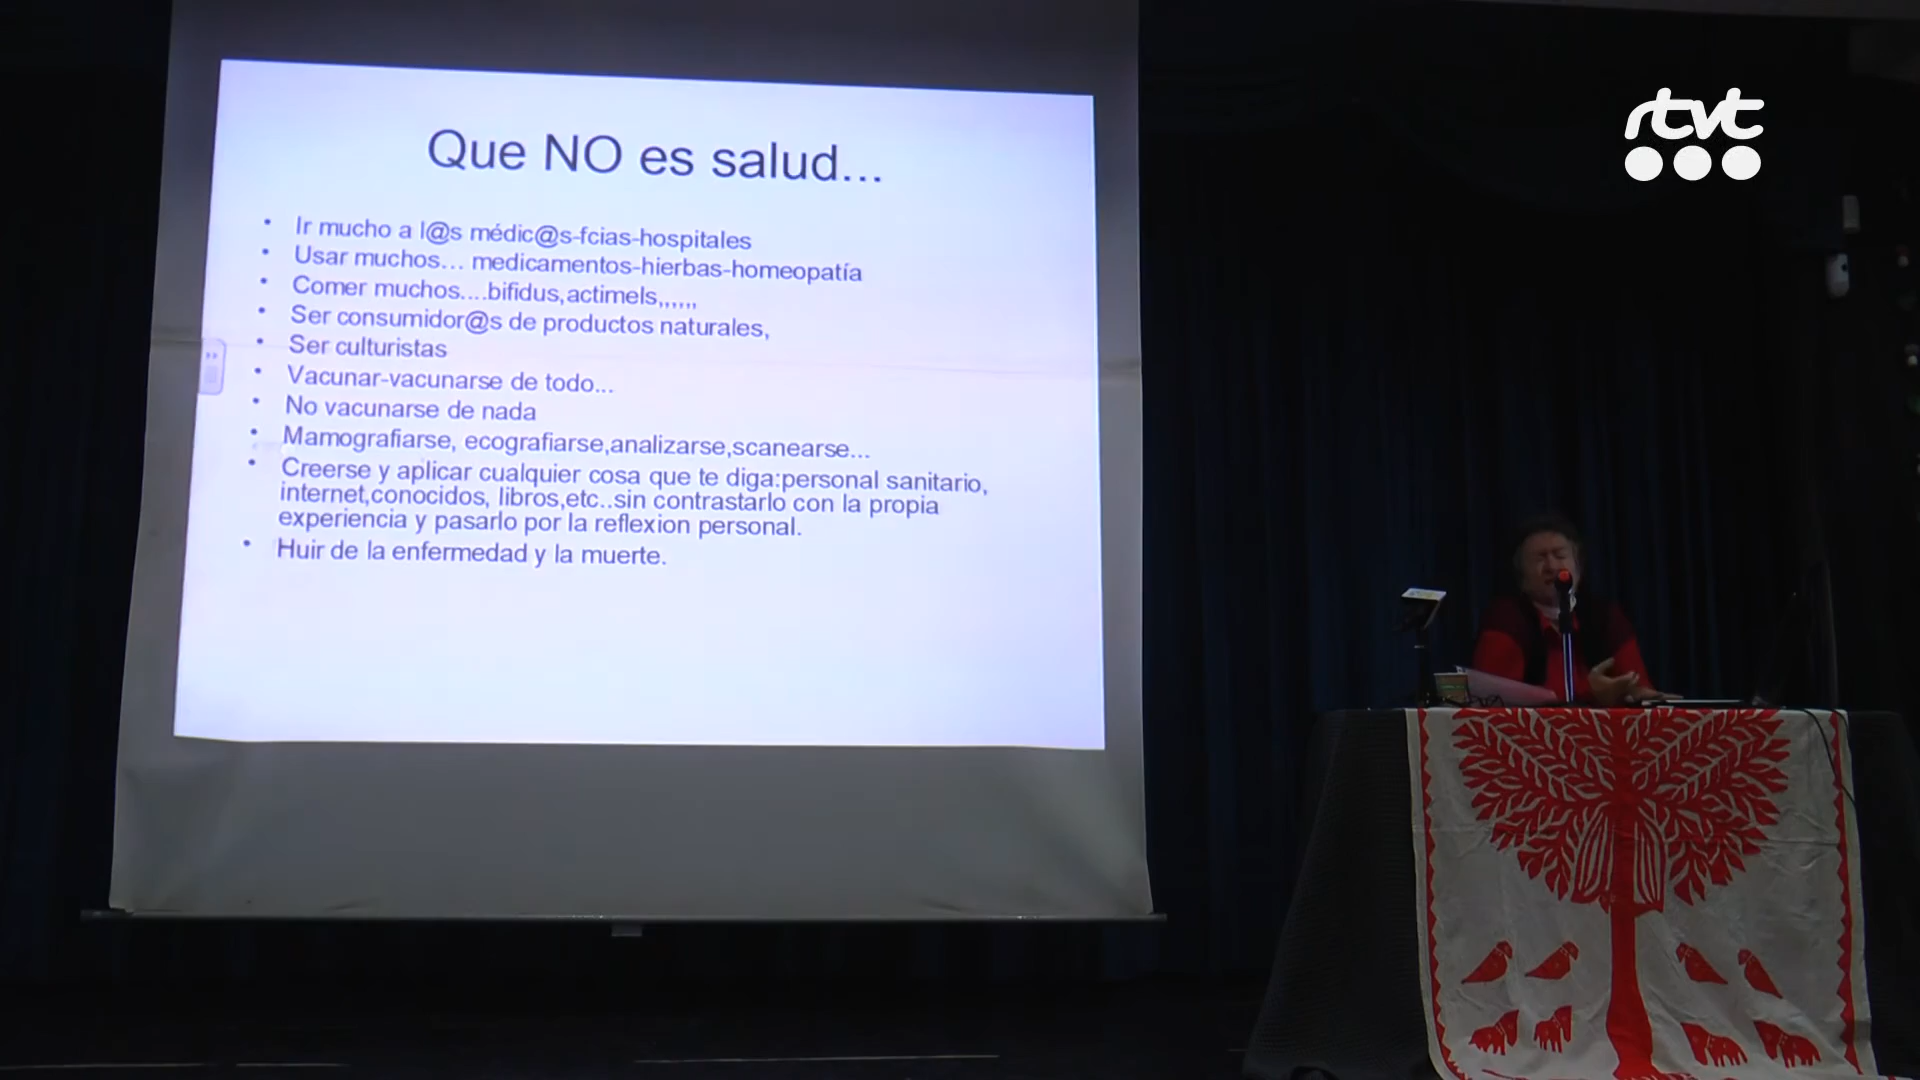 rtvt
Que NO es salud...
Ir mucho a l@s médic@s-fcias-hospitales
Usar muchos... medicamentos-hierbas-homeopatía
Comer muchos....bifidus,actimels,,,,,,
Ser consumidor@s de productos naturales,
Ser culturistas
Vacunar-vacunarse de todo...
No vacunarse de nada
Mamografiarse, ecografiarse,analizarse,scanearse...
Creerse y aplicar cualquier cosa que te diga:personal sanitario,
internet,conocidos, libros,etc..sin contrastarlo con la propia
experiencia y pasarlo por la reflexion personal.
Huir de la enfermedad y la muerte.